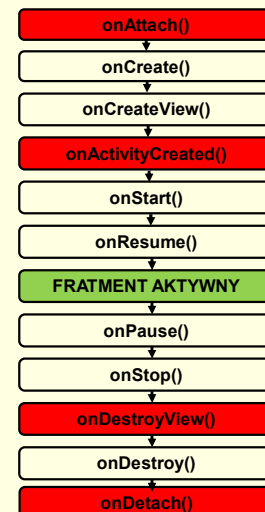 onAttach()
onCreate()
onCreateView()
onActivityCreated()
onStart()
onResume()
FRATMENT AKTYWNY
onPause()
onStop()
onDestroyView()
onDestroy()
onDetach()